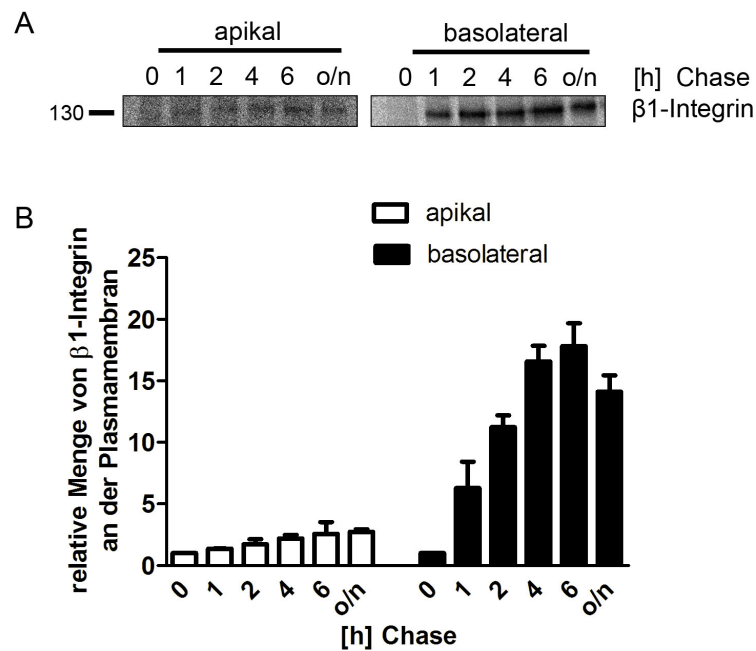 A
apikal
basolateral
0 1 2 4 6 o/n
0 1 2 4 6 o/n
[h] Chase
130
β1-Integrin
B
apikal
basolateral
relative Menge von β1-Integrin
an der Plasmamembran
25
20
15
10
5
0
0 1 2 4 6 o/n
0 1 2 4 6 o/n
[h] Chase